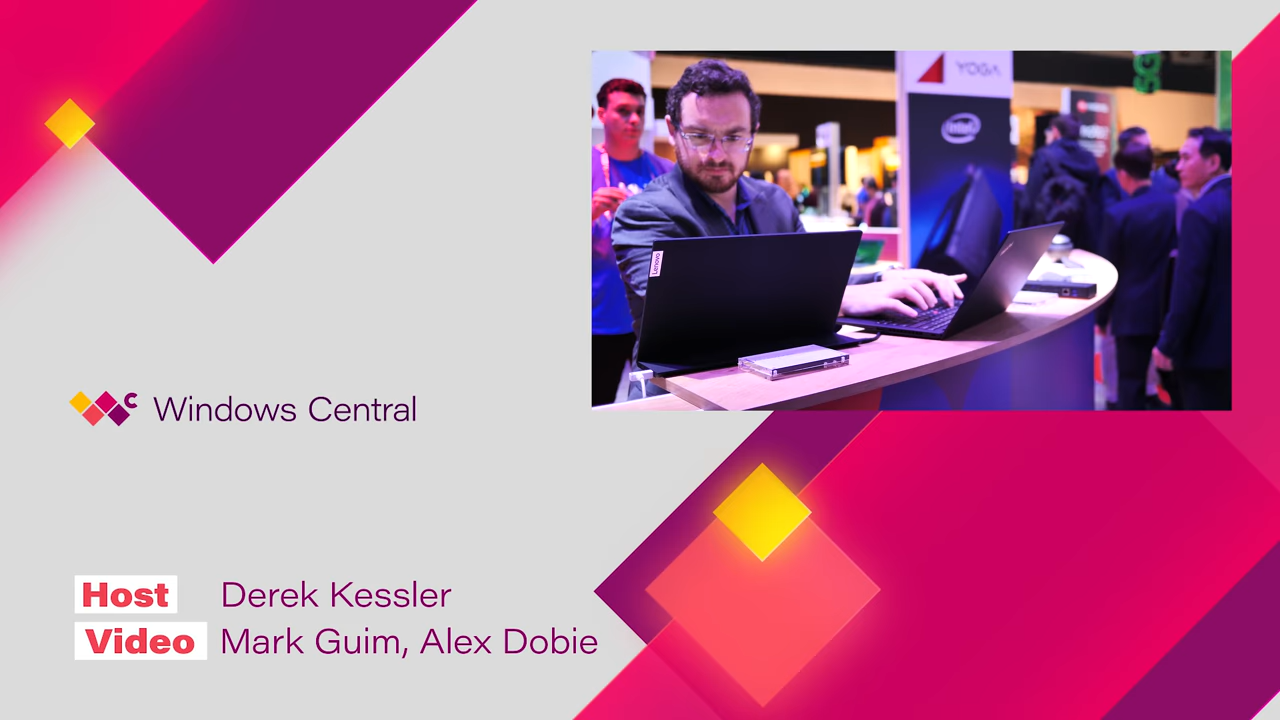 YOGA
intel
Lenovo
C
Windows Central
Host Derek Kessler
Video Mark Guim, Alex Dobie